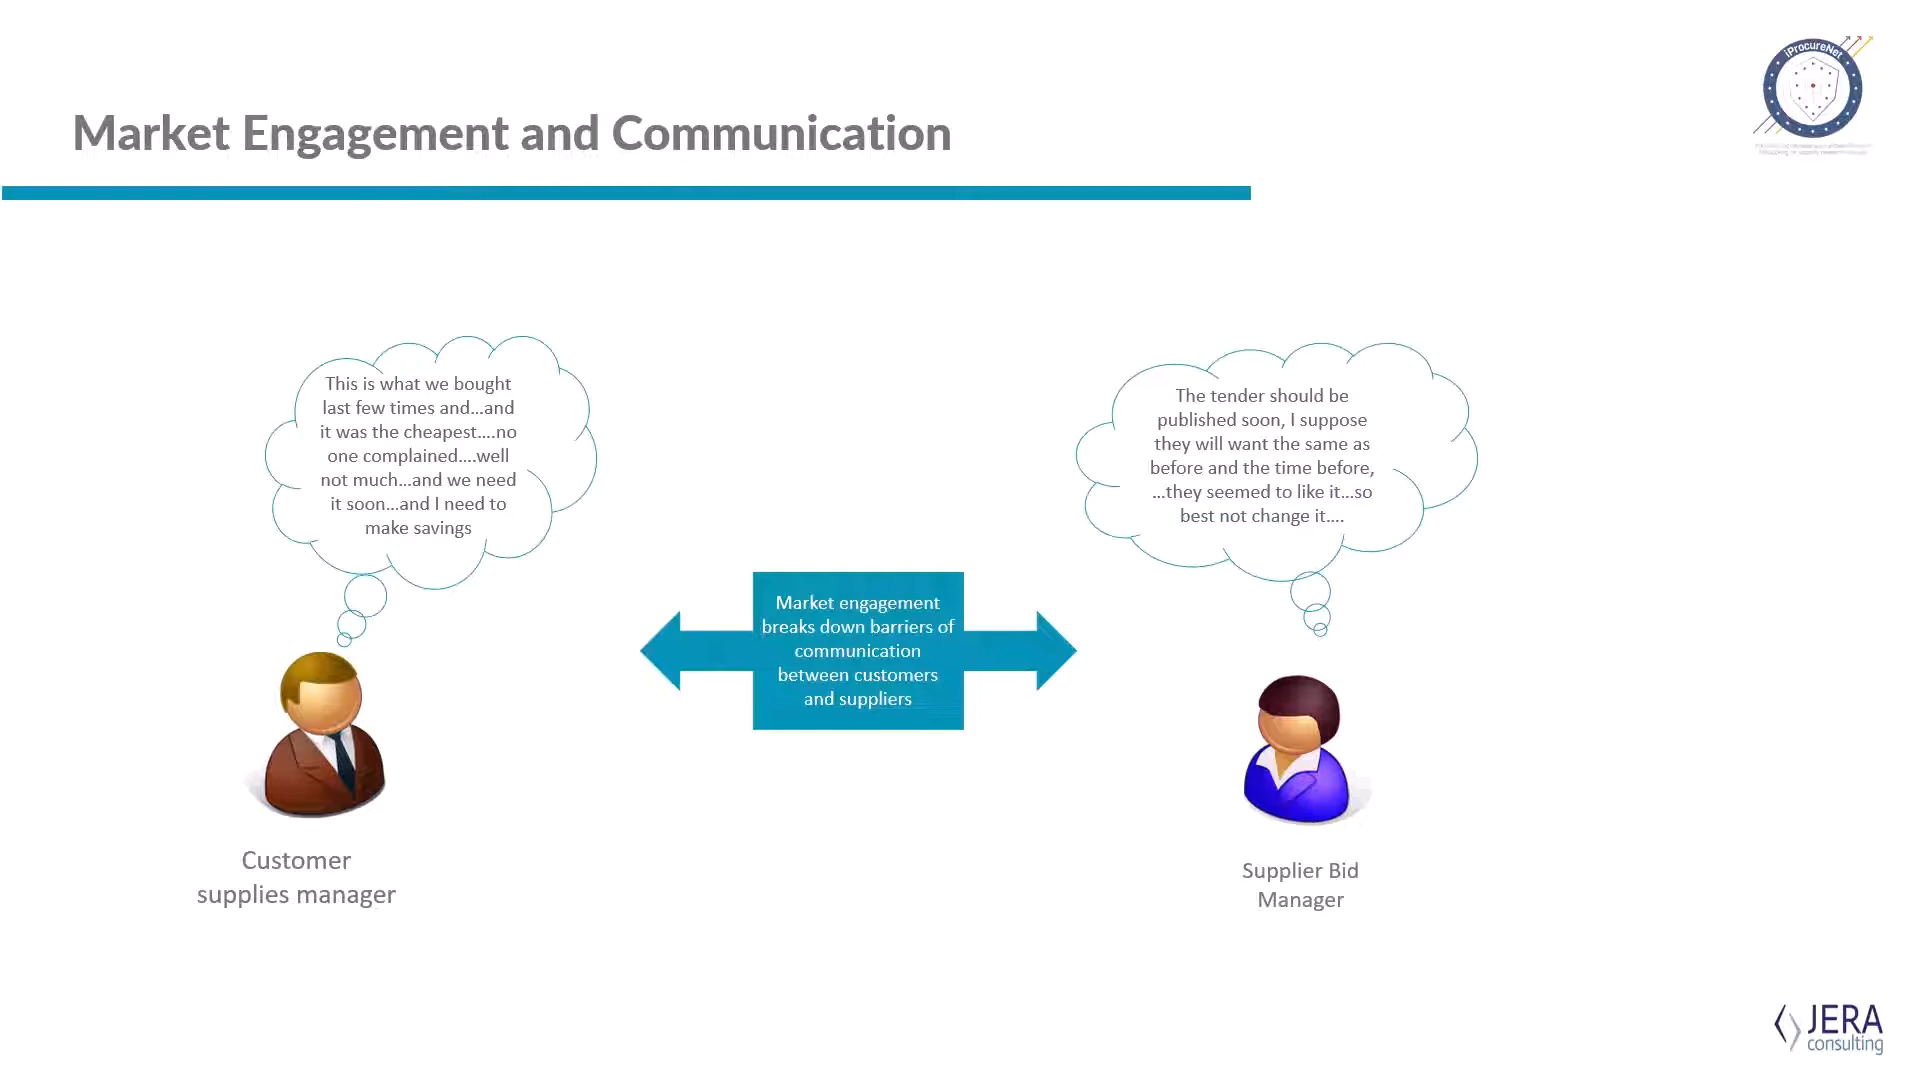 iProcureNet
Market Engagement and Communication
This is what we bought
last few times and...and
it was the cheapest....no
one complained....well
not much...and we need
it soon...and I need to
make savings
The tender should be
published soon, I suppose
they will want the same as
before and the time before,
...they seemed to like it...so
best not change it....
Market engagement
breaks down barriers of
communication
between customers
and suppliers
Customer
supplies manager
Supplier Bid
Manager
JERA
consulting